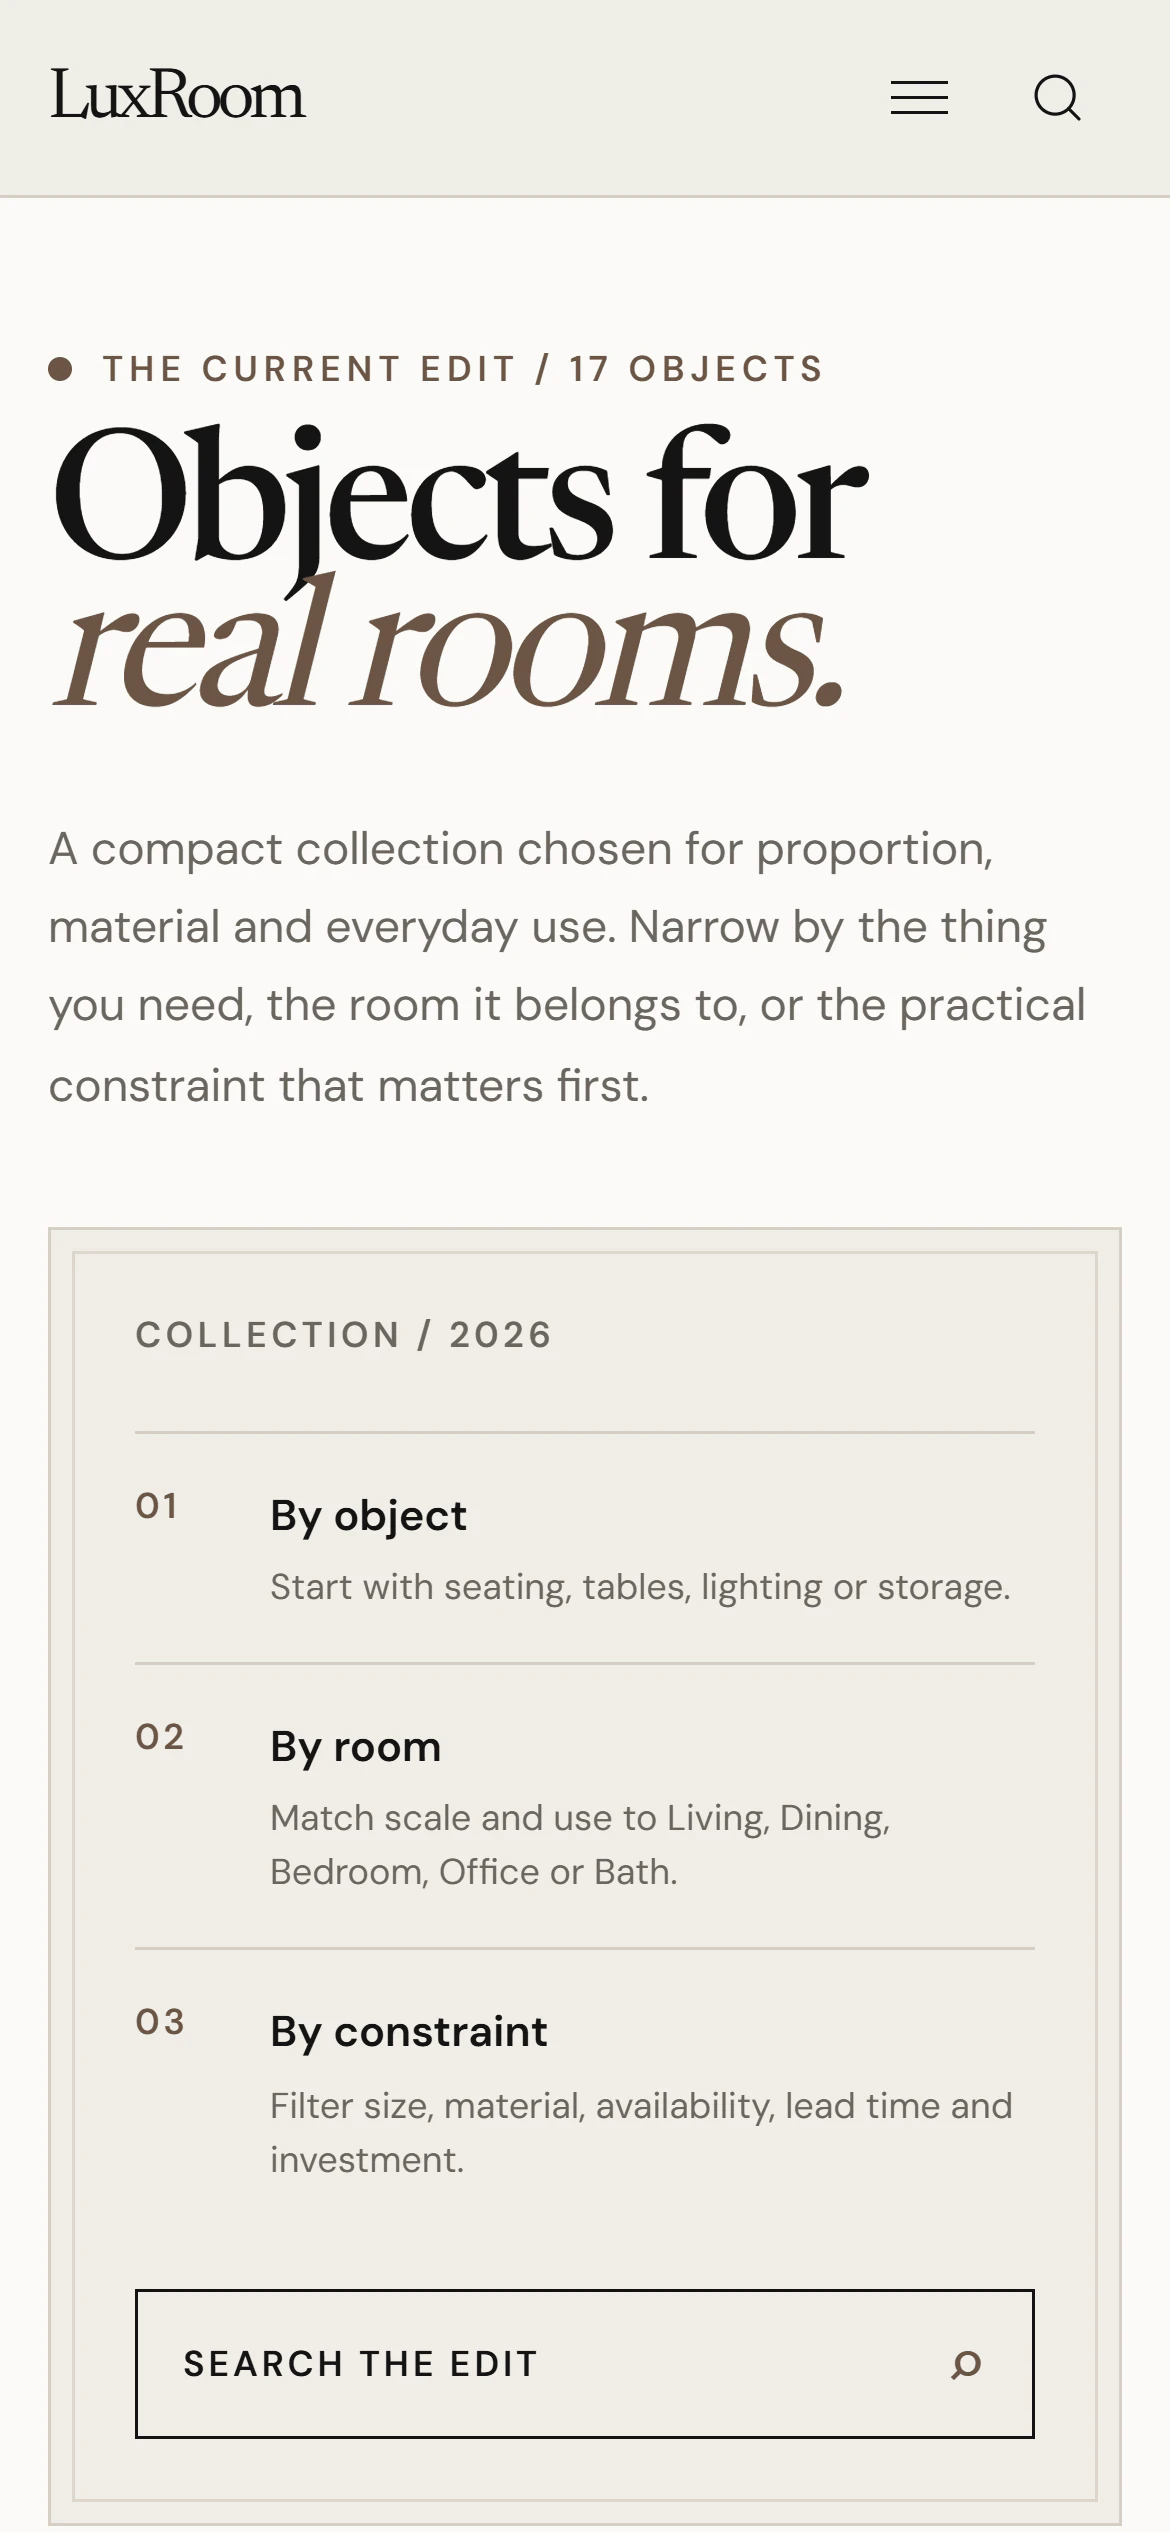 LuxRoom
THE CURRENT EDIT / 17 OBJECTS
Objects for
real rooms.
A compact collection chosen for proportion,
material and everyday use. Narrow by the thing
you need, the room it belongs to, or the practical
constraint that matters first.
COLLECTION / 2026
01
By object
Start with seating, tables, lighting or storage.
02
By room
Match scale and use to Living, Dining,
Bedroom, Office or Bath.
03
By constraint
Filter size, material, availability, lead time and
investment.
SEARCH THE EDIT